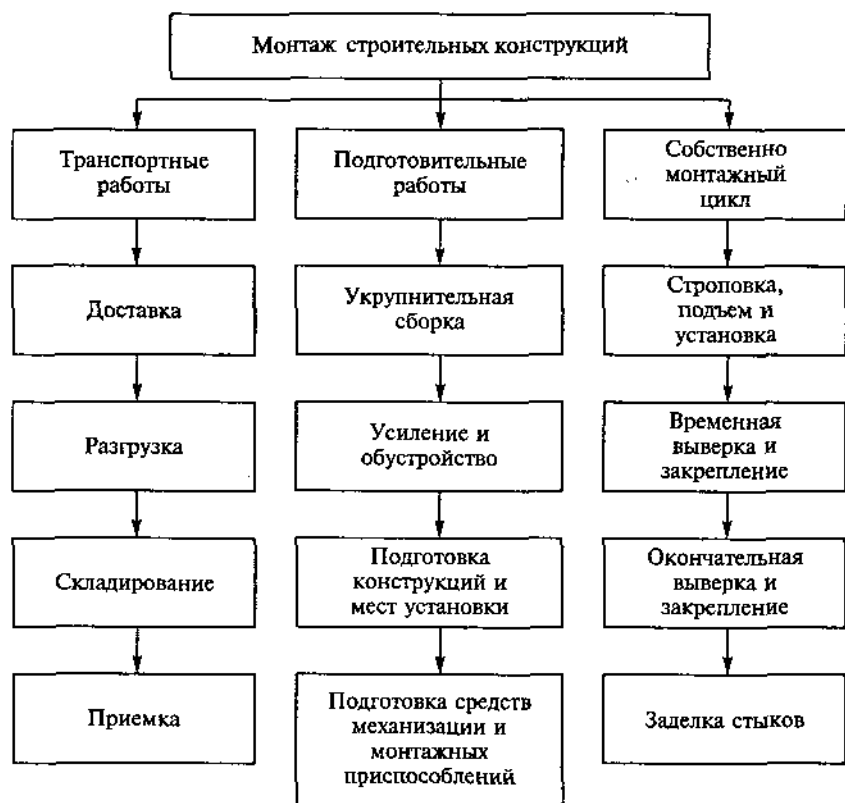 Монтаж строительных конструкций
Транспортные
работы
Подготовительные
работы
Собственно
монтажный
цикл
Доставка
Укрупнительная
сборка
Строповка,
подъем и
установка
Разгрузка
Усиление и
обустройство
Временная
выверка и
закрепление
Складирование
Подготовка
конструкций и
мест установки
Окончательная
выверка и
закрепление
Приемка
Подготовка средств
механизации и
монтажных
приспособлений
Заделка стыков